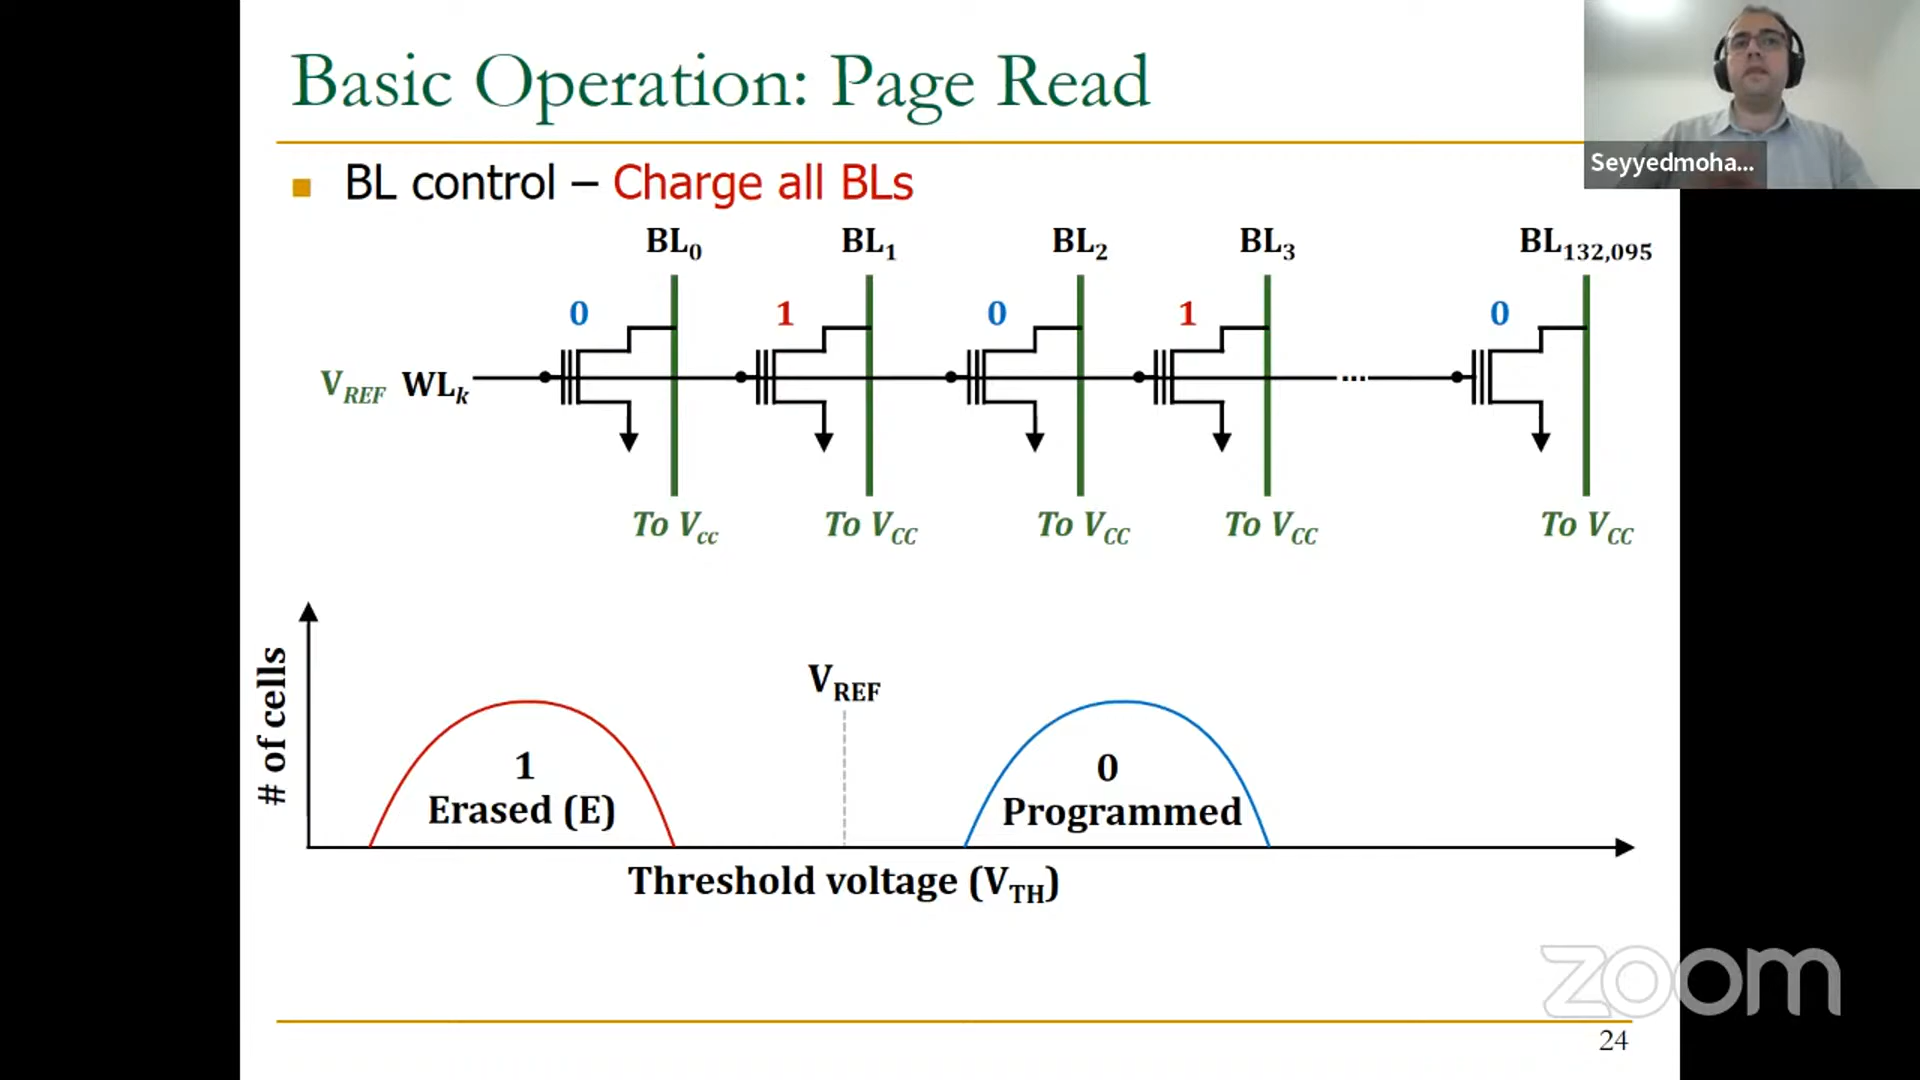 Basic Operation: Page Read
Seyyedmoha...
BL control – Charge all BLs
BL0 BL1 BL2 BL3 BL132,095
0 1 0 1 0
VREF WLk ...
To Vcc To VCC To VCC To VCC To VCC
# of cells
VREF
1 0
Erased (E) Programmed
Threshold voltage (VTH)
zoom
24